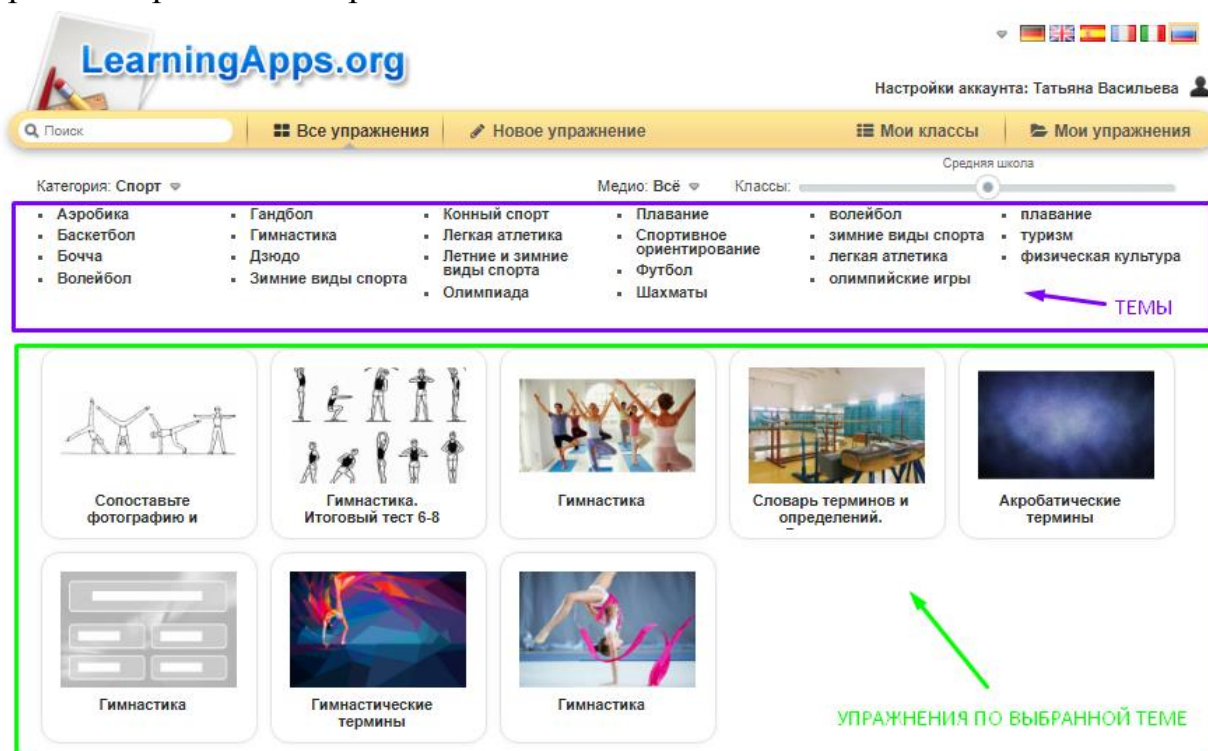 LearningApps.org
Настройки аккаунта: Татьяна Васильева
Поиск
Все упражнения
Новое упражнение
Мои классы
Мои упражнения
Средняя школа
Категория: Спорт
Медио: Всё
Классы:
Аэробика
Баскетбол
Бочча
Волейбол
Гандбол
Гимнастика
Дзюдо
Зимние виды спорта
Конный спорт
Легкая атлетика
Летние и зимние
виды спорта
Олимпиада
Плавание
Спортивное
ориентирование
Футбол
Шахматы
волейбол
зимние виды спорта
легкая атлетика
олимпийские игры
плавание
туризм
физическая культура
ТЕМЫ
Сопоставьте
фотографию и
Гимнастика.
Итоговый тест 6-8
Гимнастика
Словарь терминов и
определений.
Акробатические
термины
Гимнастика
Гимнастические
термины
Гимнастика
УПРАЖНЕНИЯ ПО ВЫБРАННОЙ ТЕМЕ